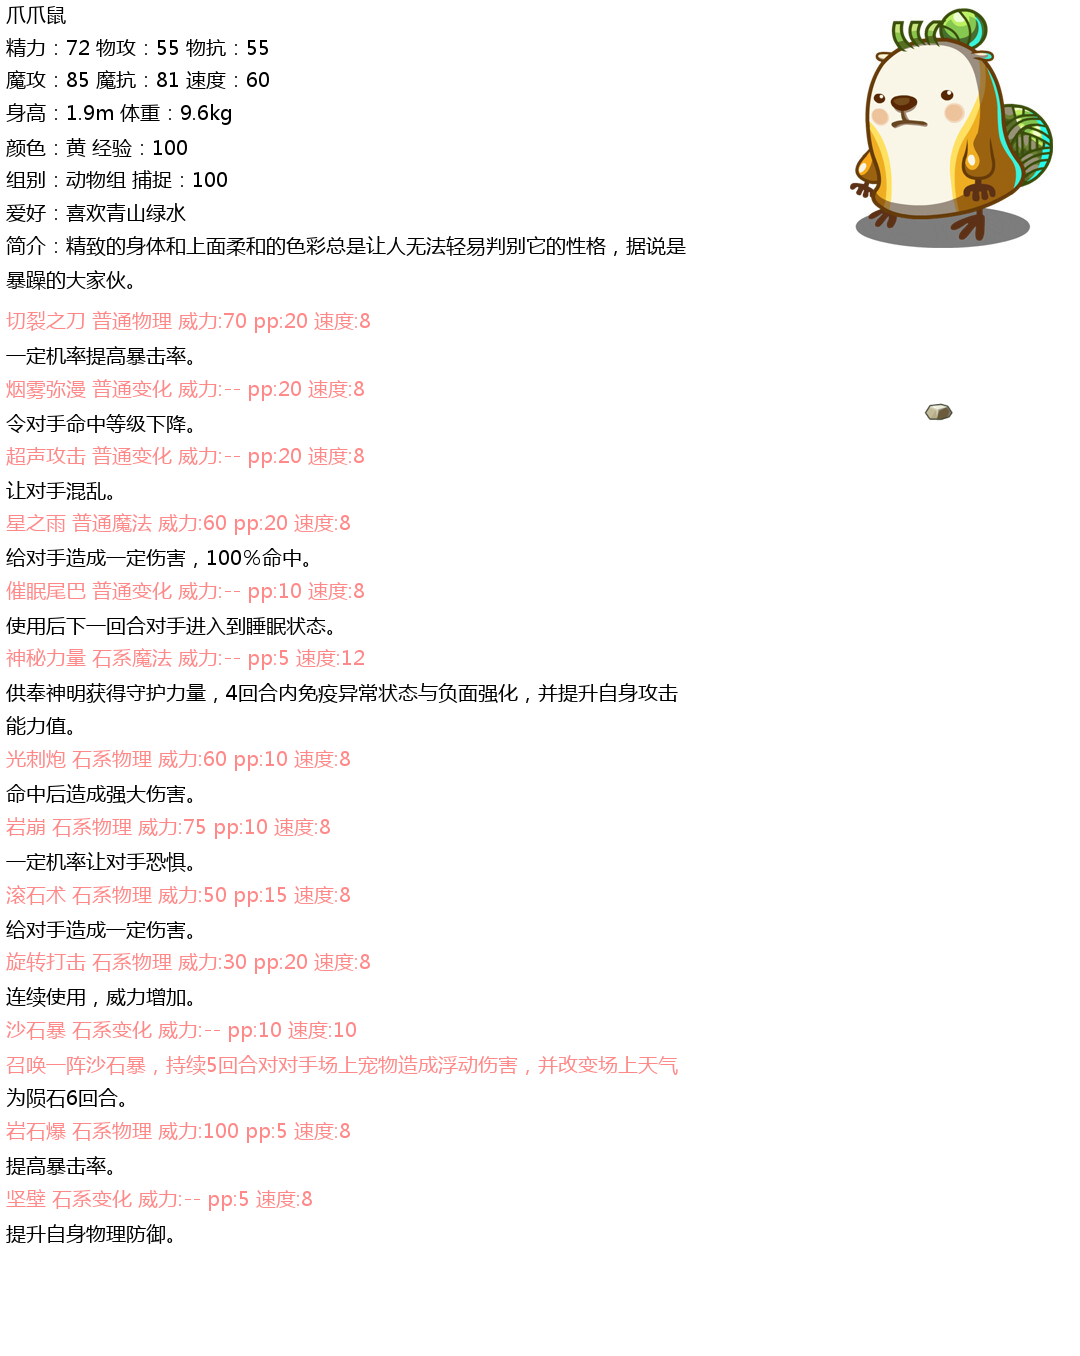 爪爪鼠
精力：72 物攻：55 物抗：55
魔攻：85 魔抗：81 速度：60
身高：1.9m 体重：9.6kg
颜色：黄 经验：100
组别：动物组 捕捉：100
爱好：喜欢青山绿水
简介：精致的身体和上面柔和的色彩总是让人无法轻易判别它的性格，据说是
暴躁的大家伙。
切裂之刀 普通物理 威力:70 pp:20 速度:8
一定机率提高暴击率。
烟雾弥漫 普通变化 威力:-- pp:20 速度:8
令对手命中等级下降。
超声攻击 普通变化 威力:-- pp:20 速度:8
让对手混乱。
星之雨 普通魔法 威力:60 pp:20 速度:8
给对手造成一定伤害，100%命中。
催眠尾巴 普通变化 威力:-- pp:10 速度:8
使用后下一回合对手进入到睡眠状态。
神秘力量 石系魔法 威力:-- pp:5 速度:12
供奉神明获得守护力量，4回合内免疫异常状态与负面强化，并提升自身攻击
能力值。
光刺炮 石系物理 威力:60 pp:10 速度:8
命中后造成强大伤害。
岩崩 石系物理 威力:75 pp:10 速度:8
一定机率让对手恐惧。
滚石术 石系物理 威力:50 pp:15 速度:8
给对手造成一定伤害。
旋转打击 石系物理 威力:30 pp:20 速度:8
连续使用，威力增加。
沙石暴 石系变化 威力:-- pp:10 速度:10
召唤一阵沙石暴，持续5回合对对手场上宠物造成浮动伤害，并改变场上天气
为陨石6回合。
岩石爆 石系物理 威力:100 pp:5 速度:8
提高暴击率。
坚壁 石系变化 威力:-- pp:5 速度:8
提升自身物理防御。